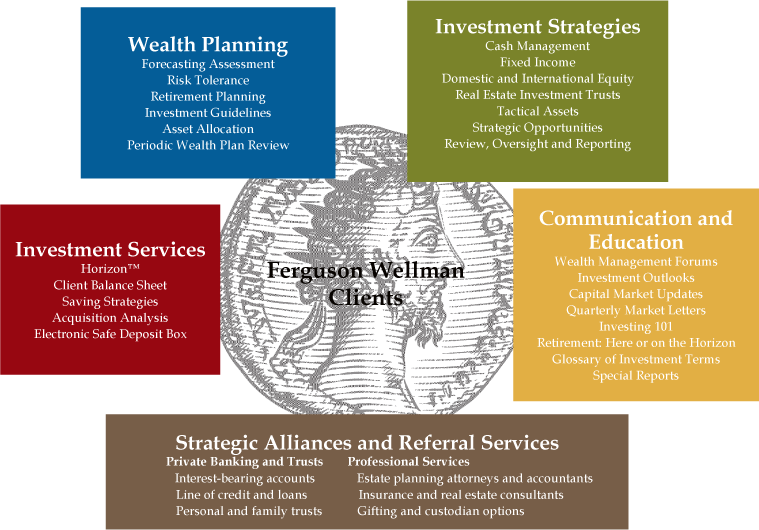 Wealth Planning
Forecasting Assessment
Risk Tolerance
Retirement Planning
Investment Guidelines
Asset Allocation
Periodic Wealth Plan Review
Investment Strategies
Cash Management
Fixed Income
Domestic and International Equity
Real Estate Investment Trusts
Tactical Assets
Strategic Opportunities
Review, Oversight and Reporting
Investment Services
Horizon™
Client Balance Sheet
Saving Strategies
Acquisition Analysis
Electronic Safe Deposit Box
Ferguson Wellman
Clients
Communication and
Education
Wealth Management Forums
Investment Outlooks
Capital Market Updates
Quarterly Market Letters
Investing 101
Retirement: Here or on the Horizon
Glossary of Investment Terms
Special Reports
Strategic Alliances and Referral Services
Private Banking and Trusts
Interest-bearing accounts
Line of credit and loans
Personal and family trusts
Professional Services
Estate planning attorneys and accountants
Insurance and real estate consultants
Gifting and custodian options